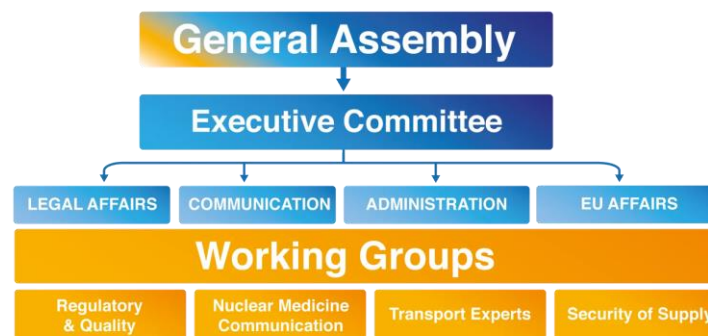 General Assembly
Executive Committee
LEGAL AFFAIRS
COMMUNICATION
ADMINISTRATION
EU AFFAIRS
Working Groups
Regulatory
& Quality
Nuclear Medicine
Communication
Transport Experts
Security of Supply